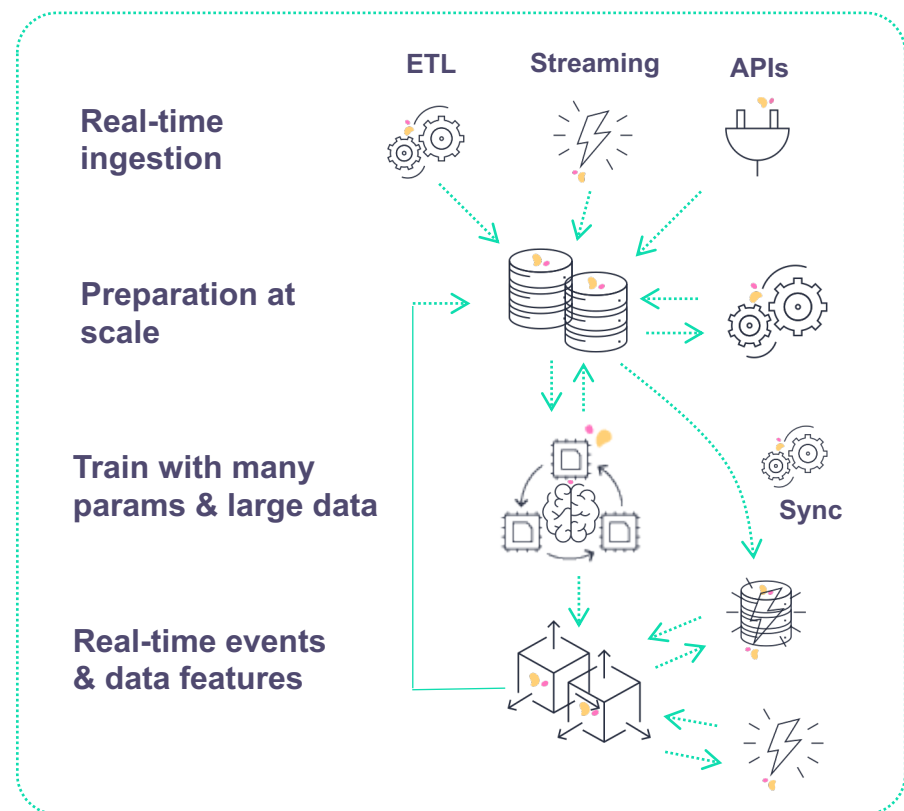 ETL
Streaming
APIs
Real-time
ingestion
Preparation at
scale
Train with many
params & large data
Sync
Real-time events
& data features